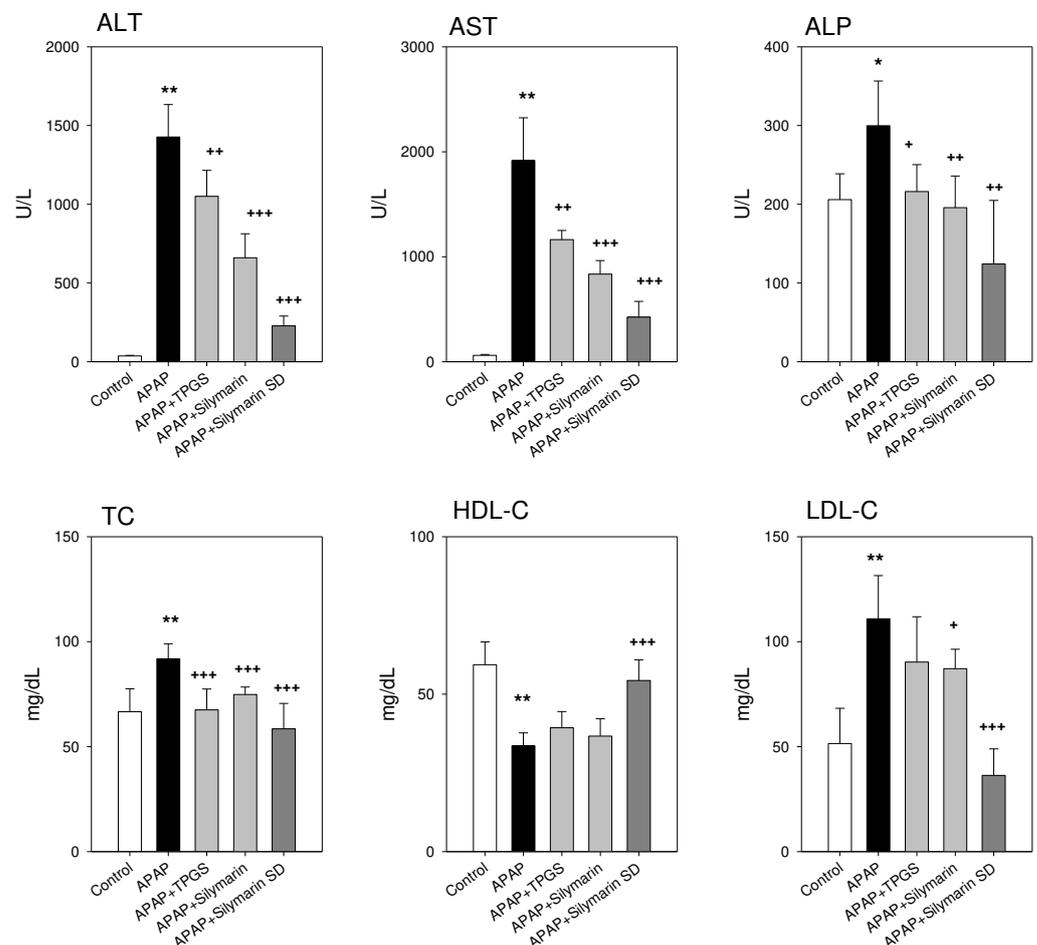 ALT
2000
1500
1000
500
0
U/L
**
++
+++
+++
Control
APAP
APAP+TPGS
APAP+Silymarin
APAP+Silymarin SD
AST
3000
2000
1000
0
U/L
**
++
+++
+++
Control
APAP
APAP+TPGS
APAP+Silymarin
APAP+Silymarin SD
ALP
400
300
200
100
0
U/L
*
+
++
++
Control
APAP
APAP+TPGS
APAP+Silymarin
APAP+Silymarin SD
TC
150
100
50
0
mg/dL
**
+++
+++
+++
Control
APAP
APAP+TPGS
APAP+Silymarin
APAP+Silymarin SD
HDL-C
100
50
0
mg/dL
**
+++
Control
APAP
APAP+TPGS
APAP+Silymarin
APAP+Silymarin SD
LDL-C
150
100
50
0
mg/dL
**
+
+++
Control
APAP
APAP+TPGS
APAP+Silymarin
APAP+Silymarin SD